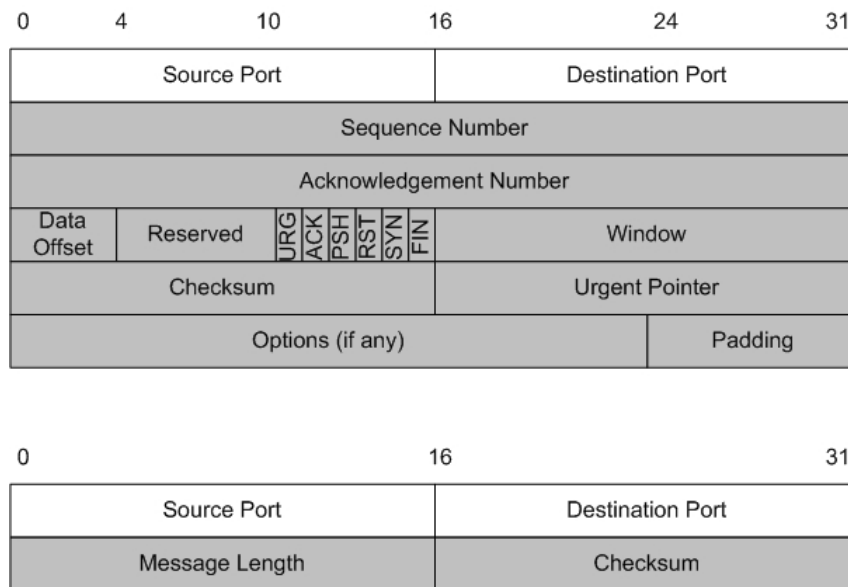 0 4 10 16 24 31
Source Port Destination Port
Sequence Number
Acknowledgement Number
Data Offset Reserved URG ACK PSH RST SYN FIN Window
Checksum Urgent Pointer
Options (if any) Padding
0 16 31
Source Port Destination Port
Message Length Checksum